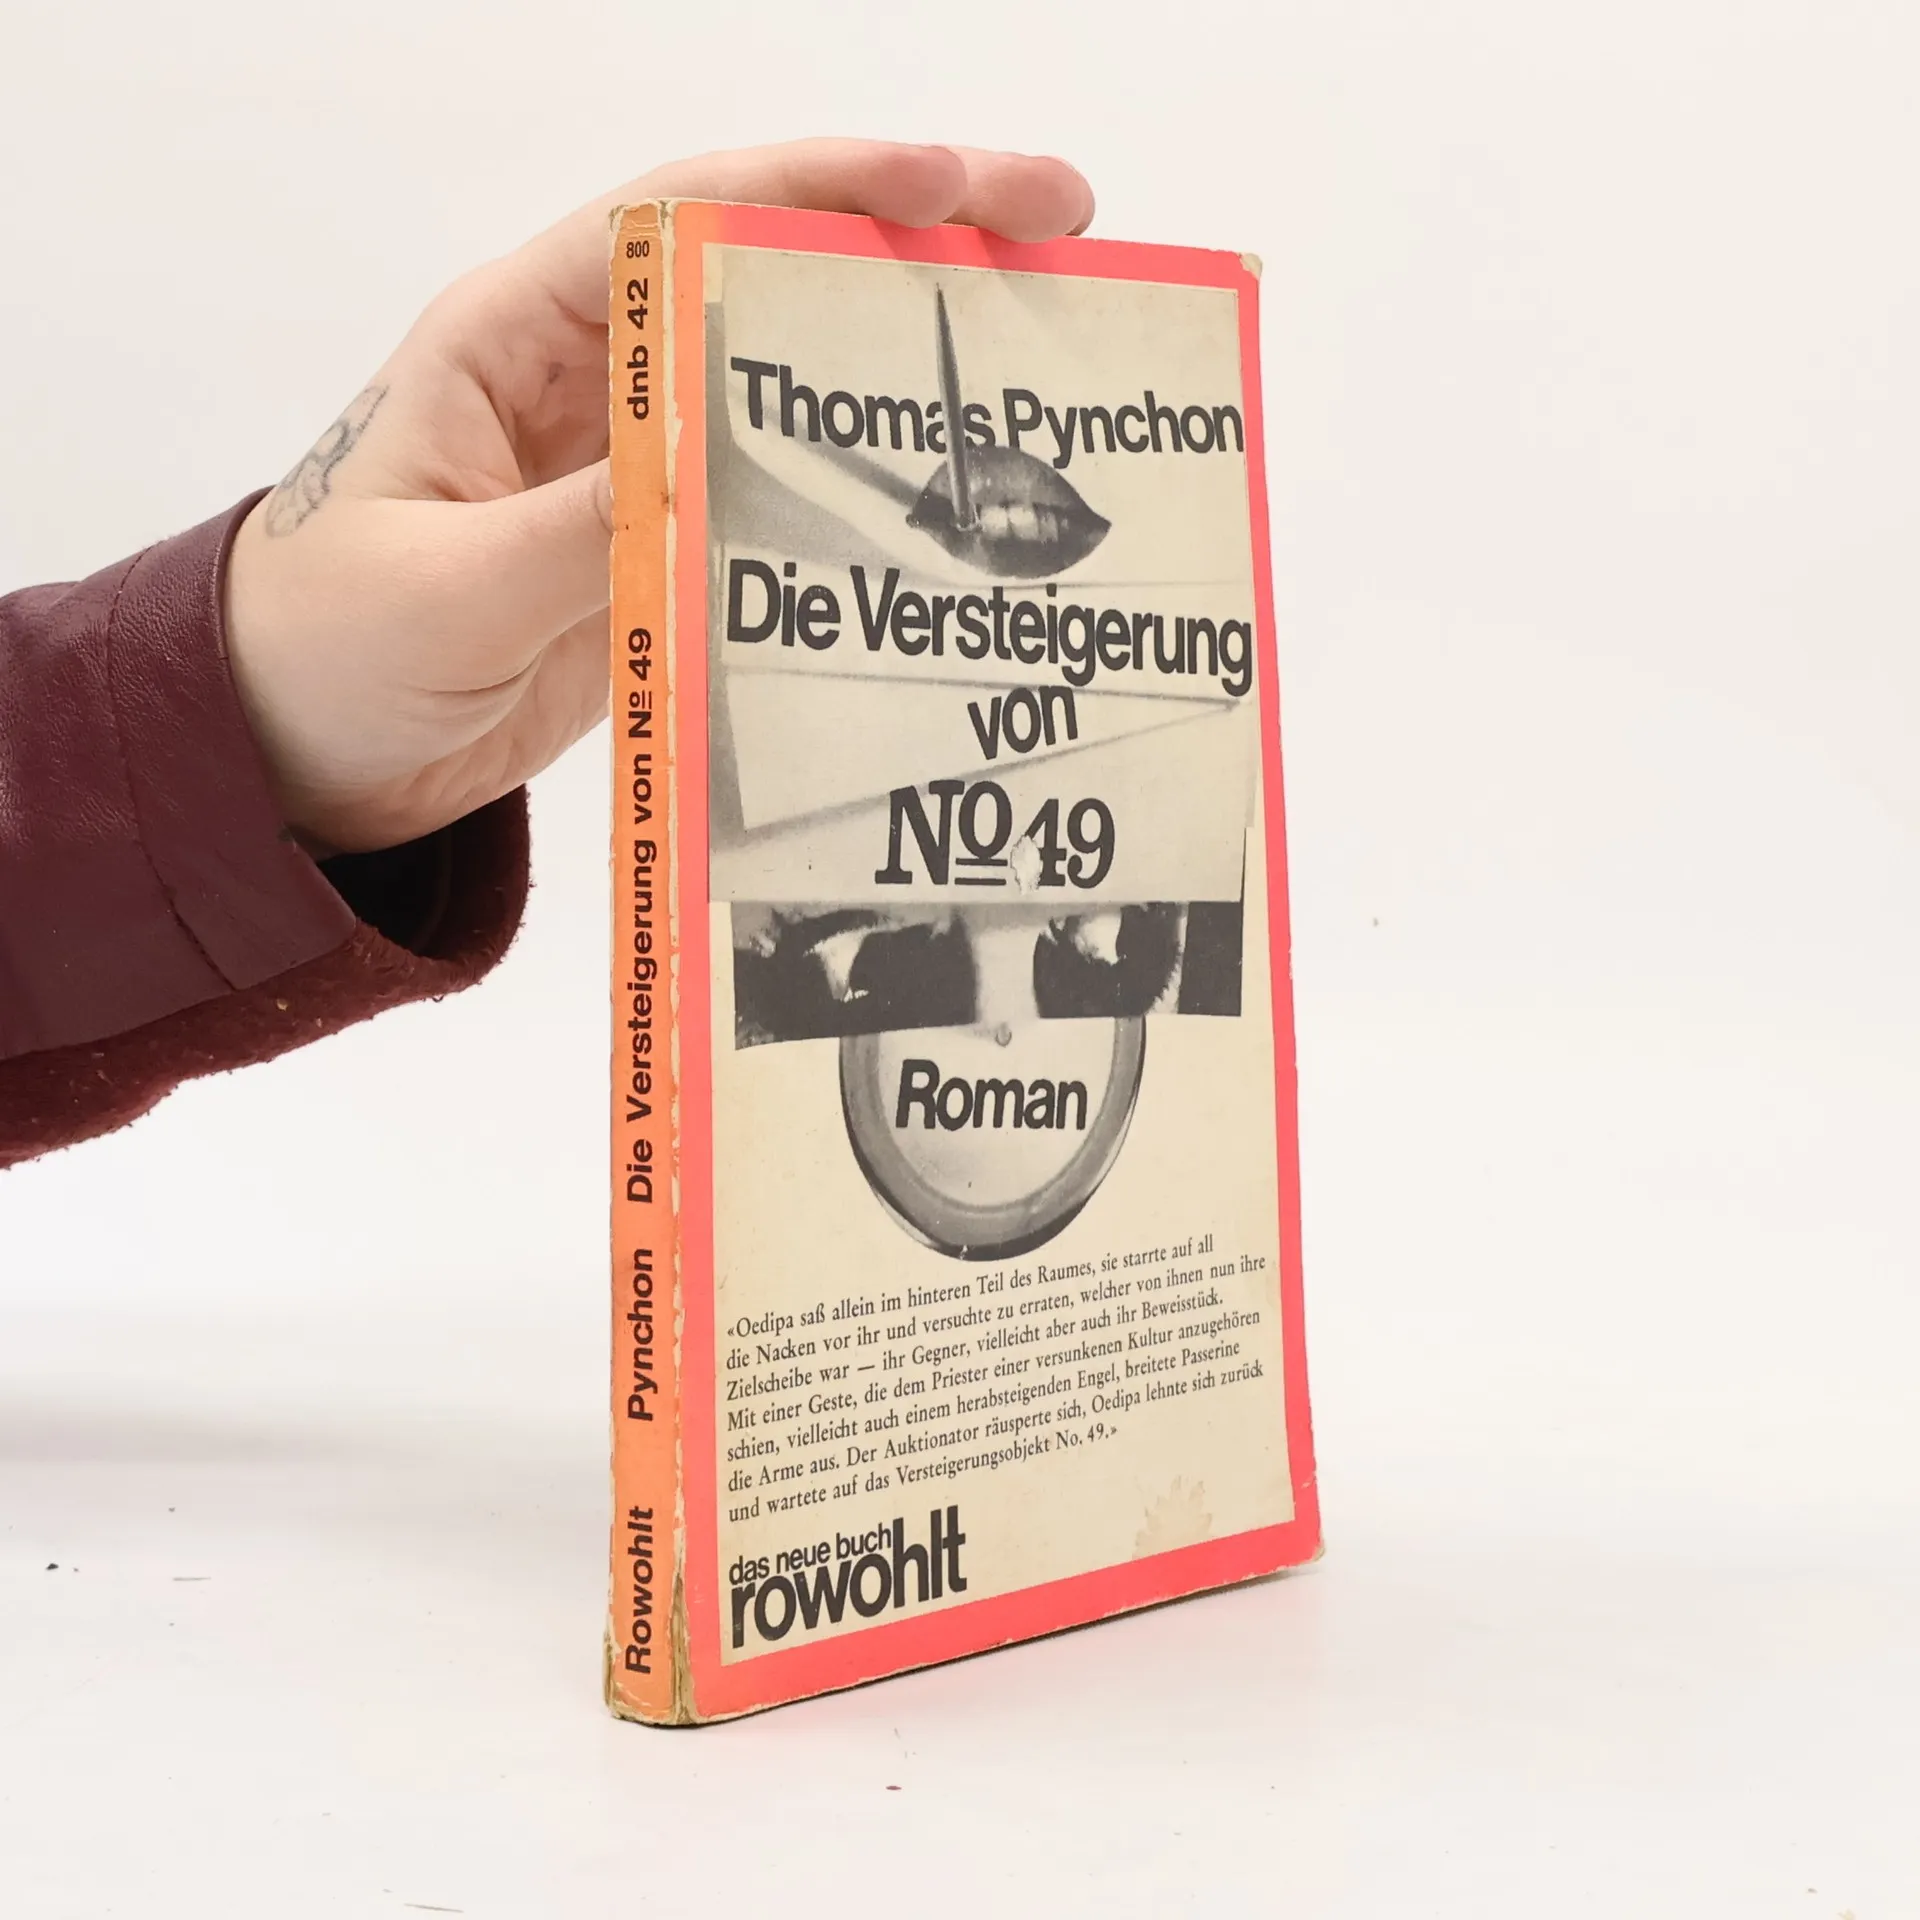 800
dnb 42
Die Versteigerung von Nº 49
Pynchon
Rowohlt
Thomas Pynchon
Die Versteigerung
von
Nº 49
Roman
«Oedipa saß allein im hinteren Teil des Raumes, sie starrte auf all
die Nacken vor ihr und versuchte zu erraten, welcher von ihnen nun ihre
Zielscheibe war — ihr Gegner, vielleicht aber auch ihr Beweisstück.
Mit einer Geste, die dem Priester einer versunkenen Kultur anzugehören
schien, vielleicht auch einem herabsteigenden Engel, breitete Passerine
die Arme aus. Der Auktionator räusperte sich, Oedipa lehnte sich zurück
und wartete auf das Versteigerungsobjekt No. 49.»
das neue buch
rowohlt